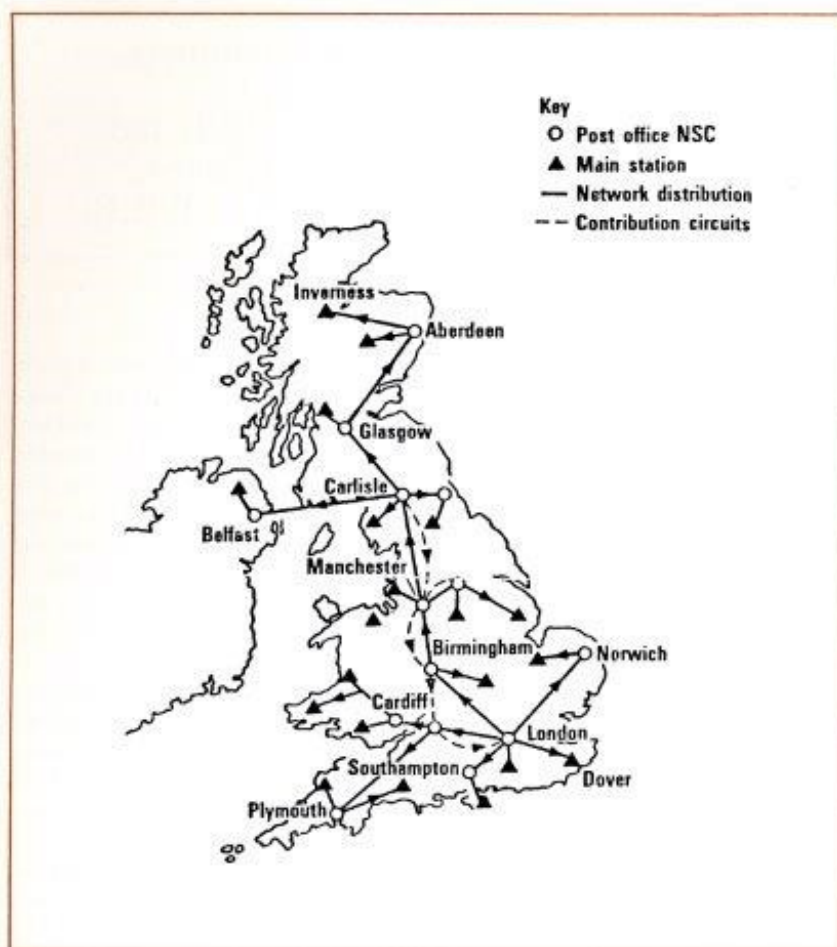 Key
Post office NSC
Main station
Network distribution
Contribution circuits
Inverness
Aberdeen
Glasgow
Carlisle
Belfast
Manchester
Birmingham
Norwich
Cardiff
London
Southampton
Dover
Plymouth